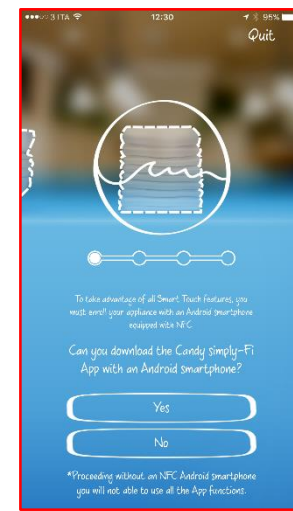 ●●●○○ 3 ITA 12:30 95%
Quit
To take advantage of all Smart Touch features, you
must enroll your appliance with an Android smartphone
equipped with NFC
Can you download the Candy simply-Fi
App with an Android smartphone?
Yes
No
*Proceeding without an NFC Android smartphone
you will not able to use all the App functions.